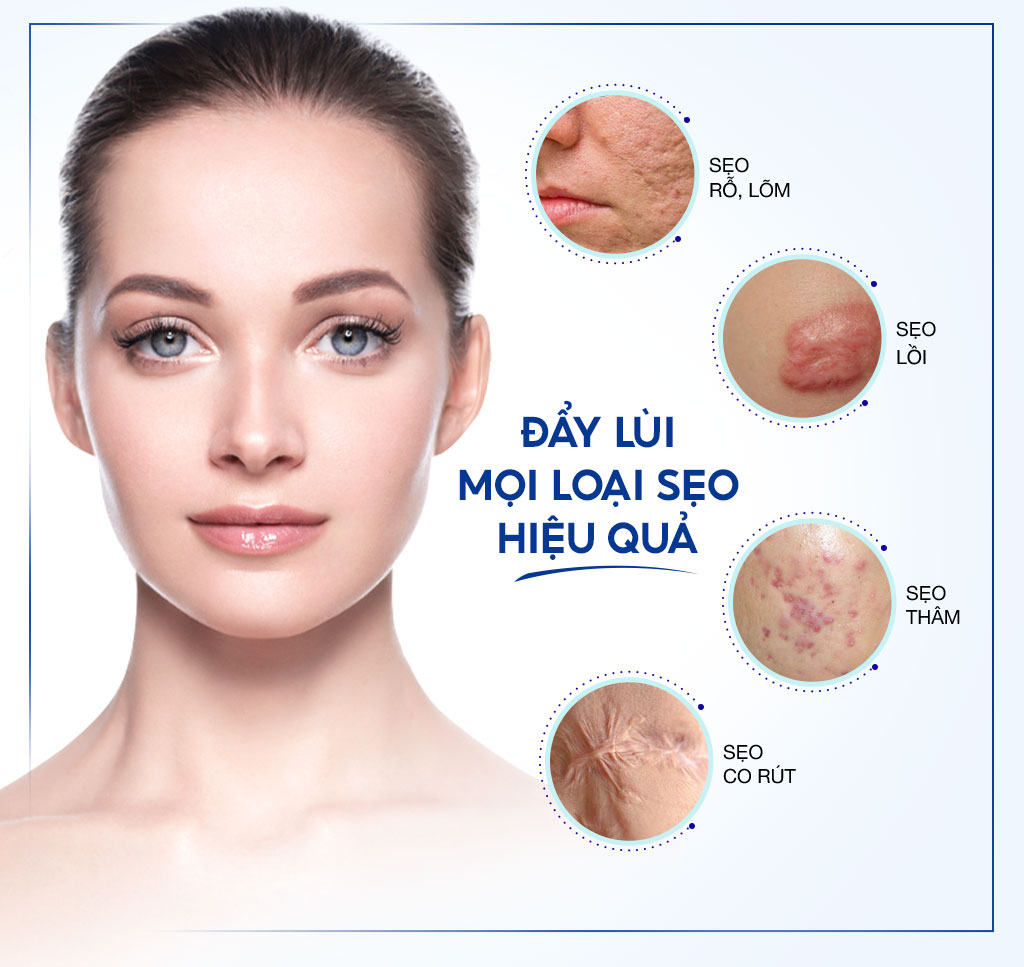 SẸO
RỖ, LÕM
SẸO
LỒI
ĐẨY LÙI
MỌI LOẠI SẸO
HIỆU QUẢ
SẸO
THÂM
SẸO
CO RÚT